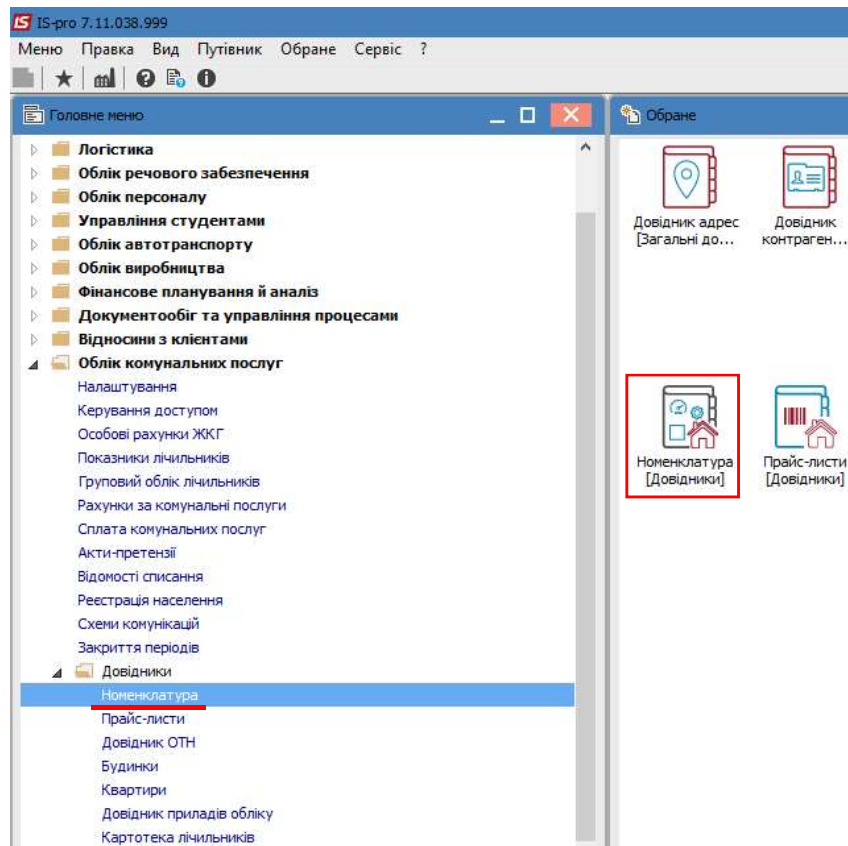 IS-pro 7.11.038.999
Меню Правка Вид Путівник Обране Сервіс ?
Головне меню
Логістика
Облік речового забезпечення
Облік персоналу
Управління студентами
Облік автотранспорту
Облік виробництва
Фінансове планування й аналіз
Документообіг та управління процесами
Відносини з клієнтами
Облік комунальних послуг
Налаштування
Керування доступом
Особові рахунки ЖКГ
Показники лічильників
Груповий облік лічильників
Рахунки за комунальні послуги
Сплата комунальних послуг
Акти-претензії
Відомості списання
Реєстрація населення
Схеми комунікацій
Закриття періодів
Довідники
Номенклатура
Прайс-листи
Довідник ОТН
Будинки
Квартири
Довідник приладів обліку
Картотека лічильників
Обране
Довідник адрес
[Загальні до...
Довідник
контраген...
Номенклатура
[Довідники]
Прайс-листи
[Довідники]